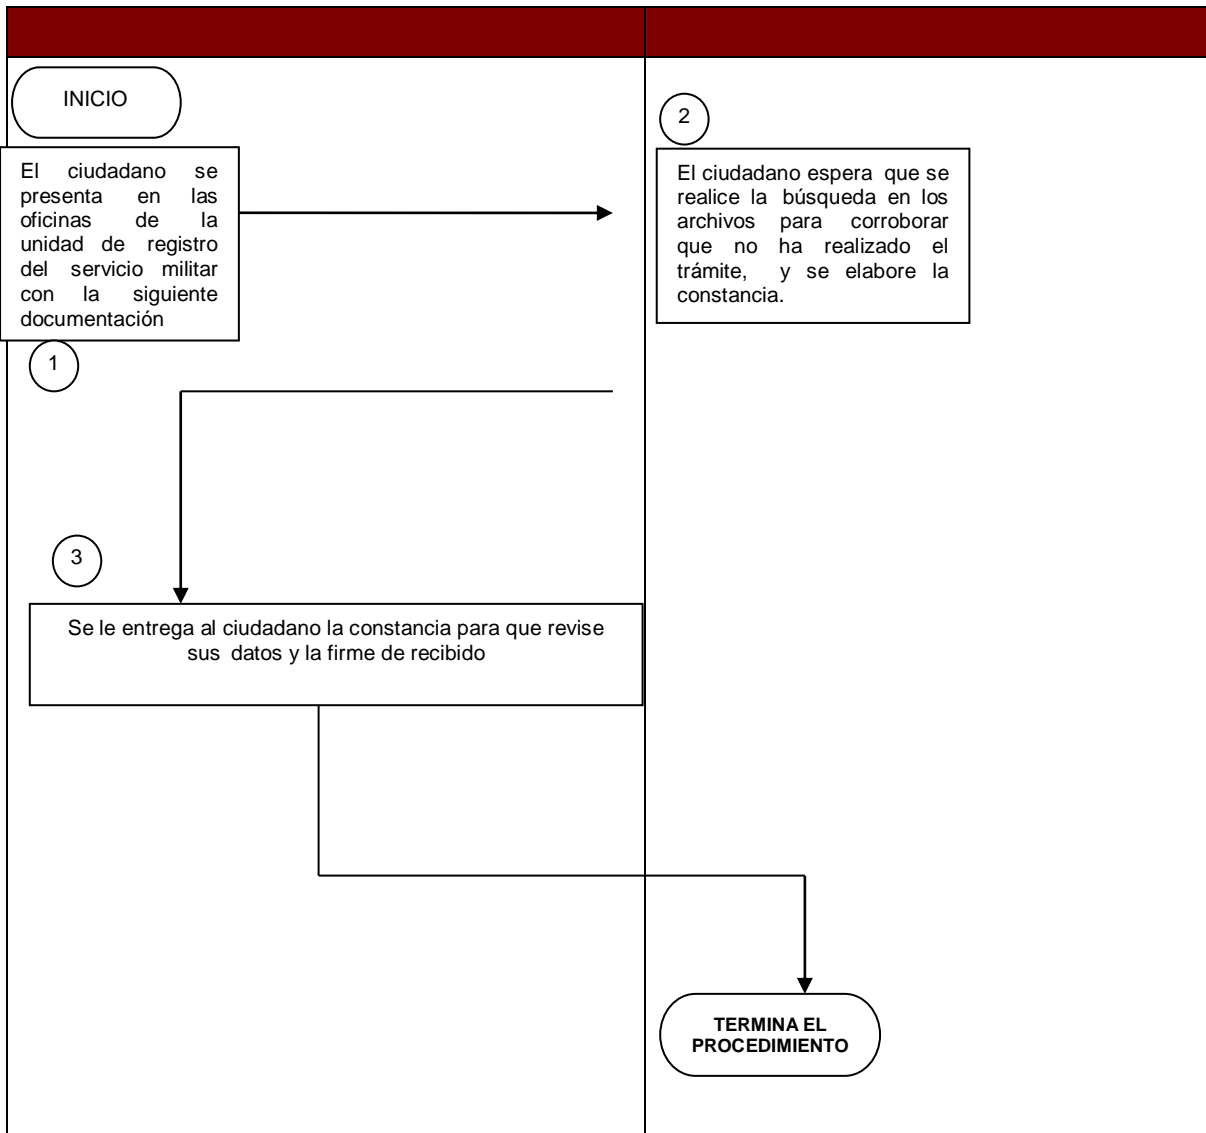 INICIO
El ciudadano se
presenta en las
oficinas de la
unidad de registro
del servicio militar
con la siguiente
documentación
1
2
El ciudadano espera que se
realice la búsqueda en los
archivos para corroborar
que no ha realizado el
trámite, y se elabore la
constancia.
3
Se le entrega al ciudadano la constancia para que revise
sus datos y la firme de recibido
TERMINA EL
PROCEDIMIENTO